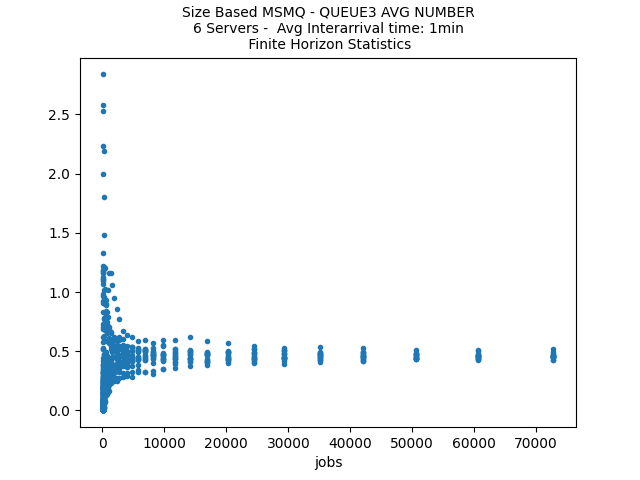 Size Based MSMQ - QUEUE3 AVG NUMBER
6 Servers -  Avg Interarrival time: 1min
Finite Horizon Statistics
2.5
2.0
1.5
1.0
0.5
0.0
0 10000 20000 30000 40000 50000 60000 70000
jobs